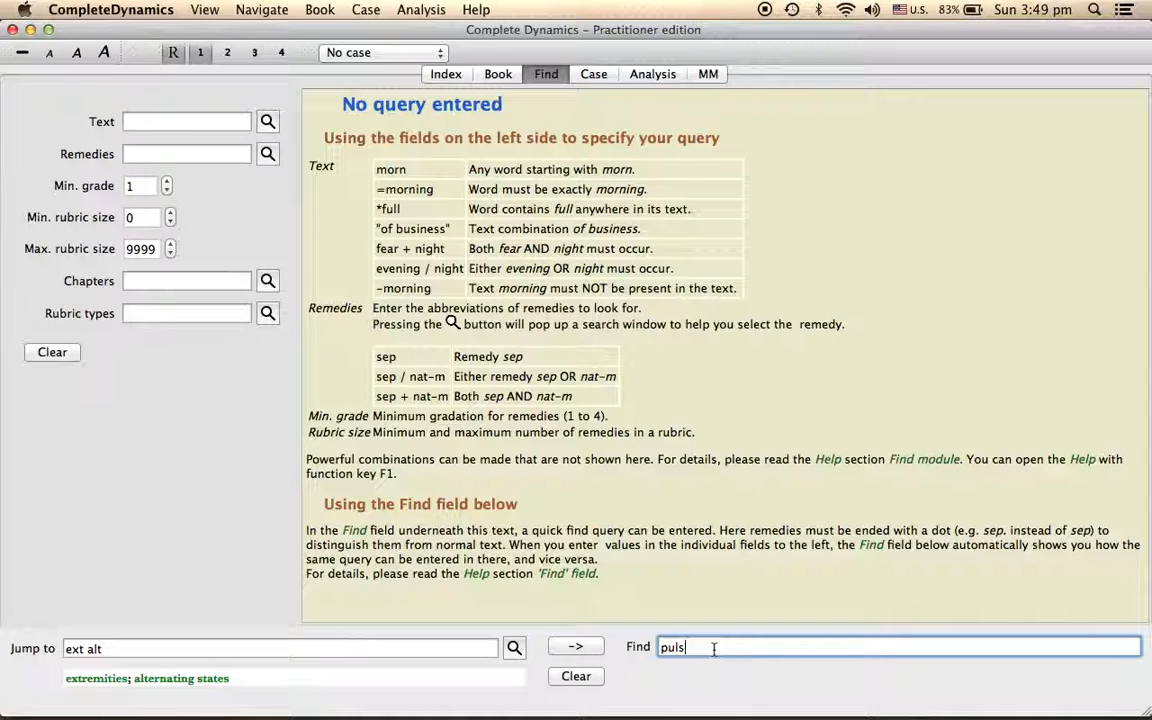 CompleteDynamics View Navigate Book Case Analysis Help U.S. 83% Sun 3:49 pm
Complete Dynamics – Practitioner edition
– A A A R 1 2 3 4 No case
Index Book Find Case Analysis MM
Text
Remedies
Min. grade 1
Min. rubric size 0
Max. rubric size 9999
Chapters
Rubric types
Clear
No query entered
Using the fields on the left side to specify your query
Text morn Any word starting with morn.
=morning Word must be exactly morning.
*full Word contains full anywhere in its text.
"of business" Text combination of business.
fear + night Both fear AND night must occur.
evening / night Either evening OR night must occur.
-morning Text morning must NOT be present in the text.
Remedies Enter the abbreviations of remedies to look for.
Pressing the button will pop up a search window to help you select the remedy.
sep Remedy sep
sep / nat-m Either remedy sep OR nat-m
sep + nat-m Both sep AND nat-m
Min. grade Minimum gradation for remedies (1 to 4).
Rubric size Minimum and maximum number of remedies in a rubric.
Powerful combinations can be made that are not shown here. For details, please read the Help section Find module. You can open the Help with
function key F1.
Using the Find field below
In the Find field underneath this text, a quick find query can be entered. Here remedies must be ended with a dot (e.g. sep. instead of sep) to
distinguish them from normal text. When you enter values in the individual fields to the left, the Find field below automatically shows you how the
same query can be entered in there, and vice versa.
For details, please read the Help section 'Find' field.
Jump to ext alt -> Find puls
extremities; alternating states Clear